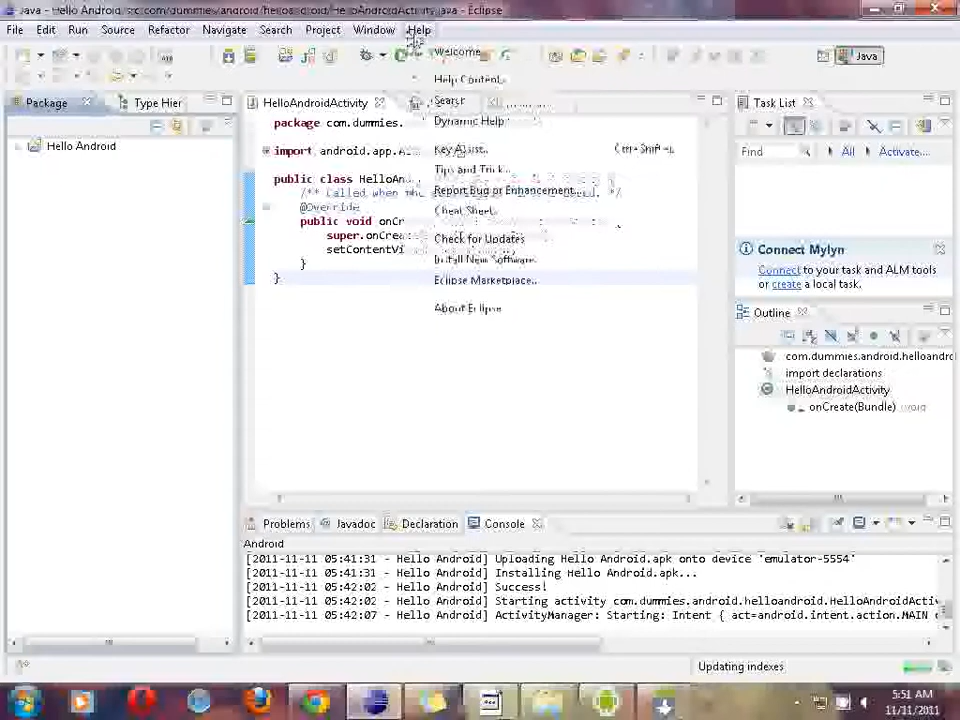 Java - Hello Android/src/com/dummies/android/helloandroid/HelloAndroidActivity.java - Eclipse
File Edit Run Source Refactor Navigate Search Project Window Help
Java
Package Type Hier HelloAndroidActivity Task List
Welcome
Help Contents
Search
Dynamic Help
Key Assist...
Tips and Trick...
Report Bug or Enhancement...
Cheat Sheet..
Check for Updates
Install New Software...
Eclipse Marketplace...
About Eclipse
Hello Android
package com.dummies.
import android.app.A
public class HelloAn
/** Called when the
@Override
public void onCr
super.onCrea
setContentVi
}
}
Find All Activate...
Connect Mylyn
Connect to your task and ALM tools
or create a local task.
Outline
com.dummies.android.helloandro
import declarations
HelloAndroidActivity
onCreate(Bundle) : void
Problems Javadoc Declaration Console
Android
[2011-11-11 05:41:31 - Hello Android] Uploading Hello Android.apk onto device 'emulator-5554'
[2011-11-11 05:41:31 - Hello Android] Installing Hello Android.apk...
[2011-11-11 05:42:02 - Hello Android] Success!
[2011-11-11 05:42:02 - Hello Android] Starting activity com.dummies.android.helloandroid.HelloAndroidActiv
[2011-11-11 05:42:07 - Hello Android] ActivityManager: Starting: Intent { act=android.intent.action.MAIN
Updating indexes
5:51 AM
11/11/2011